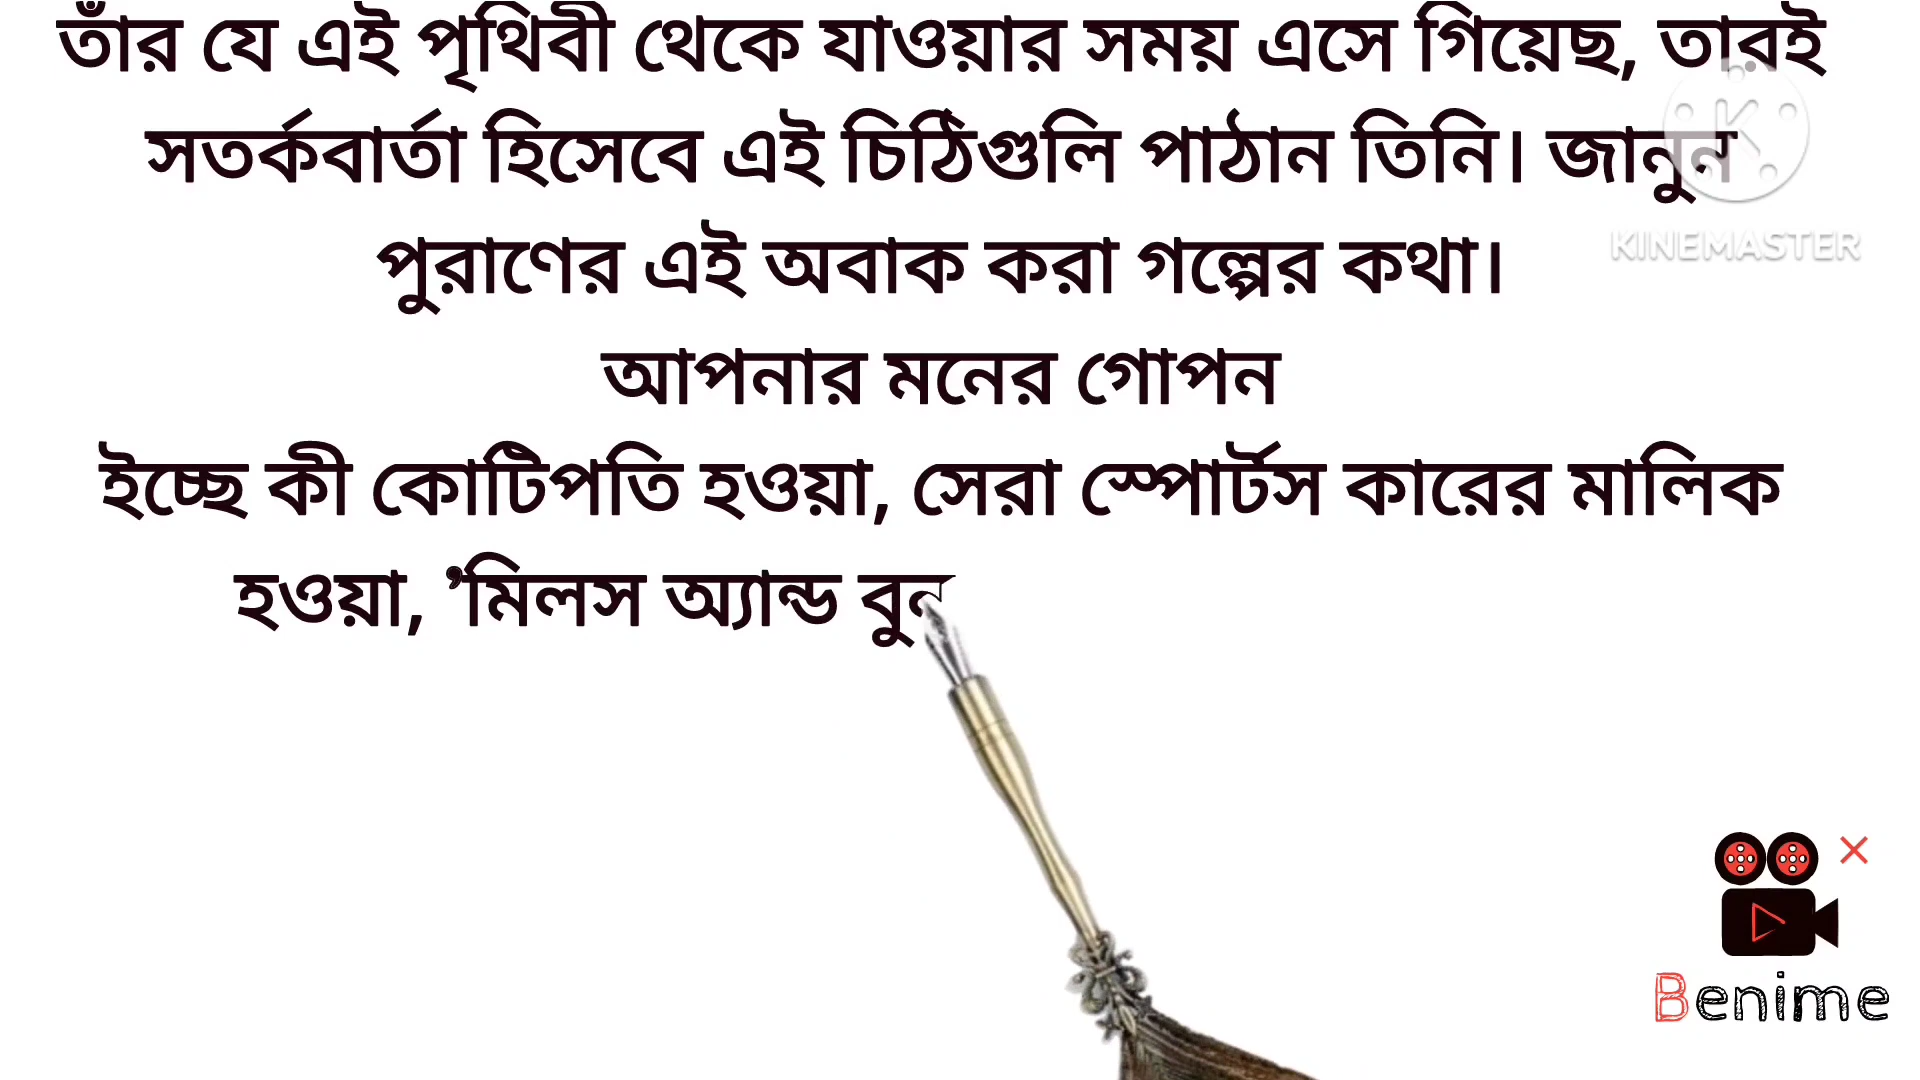 তাঁর যে এই পৃথিবী থেকে যাওয়ার সময় এসে গিয়েছ, তারই
সতর্কবার্তা হিসেবে এই চিঠিগুলি পাঠান তিনি। জানুন
পুরাণের এই অবাক করা গল্পের কথা।
আপনার মনের গোপন
ইচ্ছে কী কোটিপতি হওয়া, সেরা স্পোর্টস কারের মালিক
হওয়া, ’মিলস অ্যান্ড
KINEMASTER
Benime